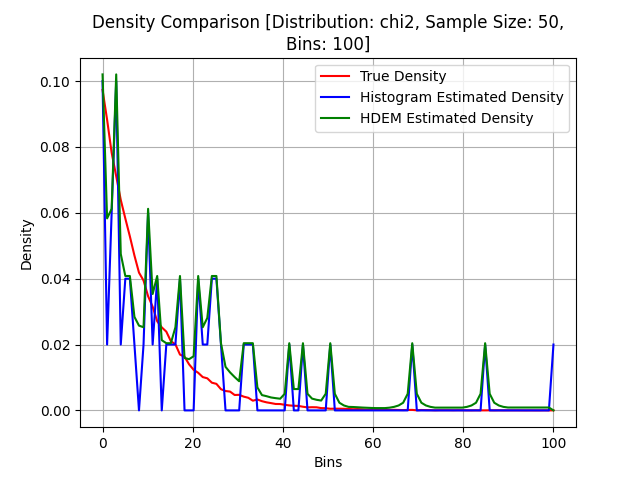 Density Comparison [Distribution: chi2, Sample Size: 50,
Bins: 100]
True Density
Histogram Estimated Density
HDEM Estimated Density
Density
0.10
0.08
0.06
0.04
0.02
0.00
0 20 40 60 80 100
Bins